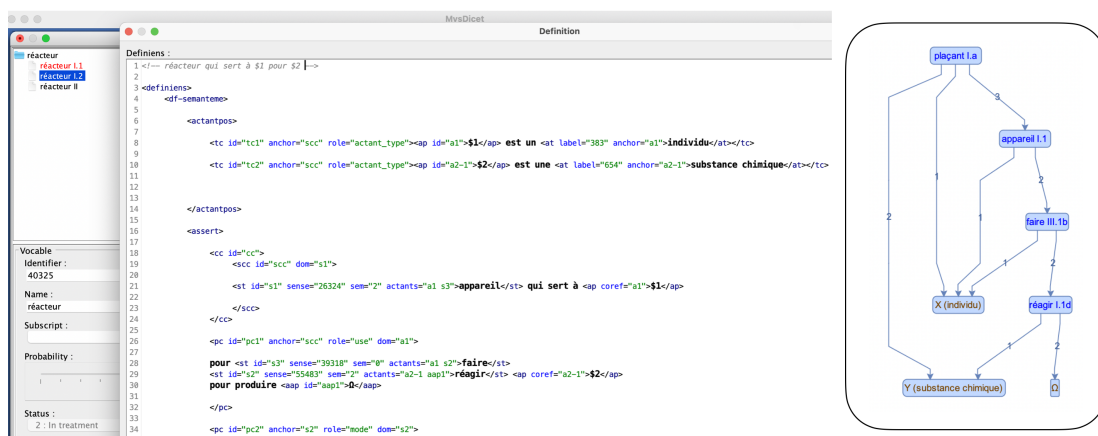 MvsDicet
Definition
réacteur
réacteur I.1
réacteur I.2
réacteur II
Vocable
Identifier :
40325
Name :
réacteur
Subscript :
Probability :
Status :
2 : In treatment
Definiens :
1 <!-- réacteur qui sert à $1 pour $2 -->
2
3 <definiens>
4 <df-semanteme>
5
6 <actantpos>
7
8 <tc id="tc1" anchor="scc" role="actant_type"><ap id="a1">$1</ap> est un <at label="383" anchor="a1">individu</at></tc>
9
10 <tc id="tc2" anchor="scc" role="actant_type"><ap id="a2-1">$2</ap> est une <at label="654" anchor="a2-1">substance chimique</at></tc>
11
12
13
14 </actantpos>
15
16 <assert>
17
18 <cc id="cc">
19 <scc id="scc" dom="s1">
20
21 <st id="s1" sense="26324" sem="2" actants="a1 s3">appareil</st> qui sert à <ap coref="a1">$1</ap>
22
23 </scc>
24 </cc>
25
26 <pc id="pc1" anchor="scc" role="use" dom="a1">
27
28 pour <st id="s3" sense="39318" sem="0" actants="a1 s2">faire</st>
29 <st id="s2" sense="55483" sem="2" actants="a2-1 aap1">réagir</st> <ap coref="a2-1">$2</ap>
30 pour produire <aap id="aap1">Ω</aap>
31
32 </pc>
33
34 <pc id="pc2" anchor="s2" role="mode" dom="s2">
plaçant I.a
3
appareil I.1
1
2
2
1
faire III.1b
1
2
X (individu)
réagir I.1d
1
2
Y (substance chimique)
Ω